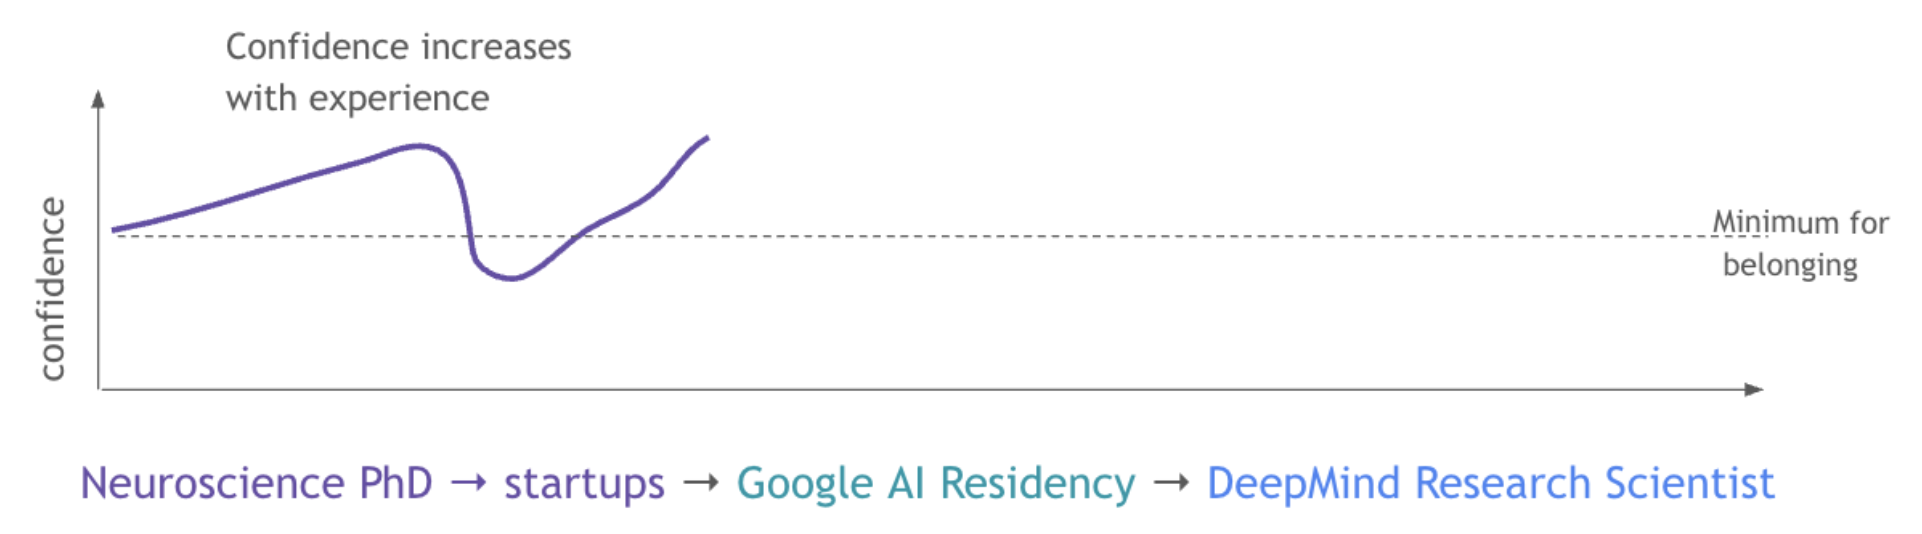 Confidence increases
with experience
confidence
Minimum for
belonging
Neuroscience PhD → startups → Google AI Residency → DeepMind Research Scientist